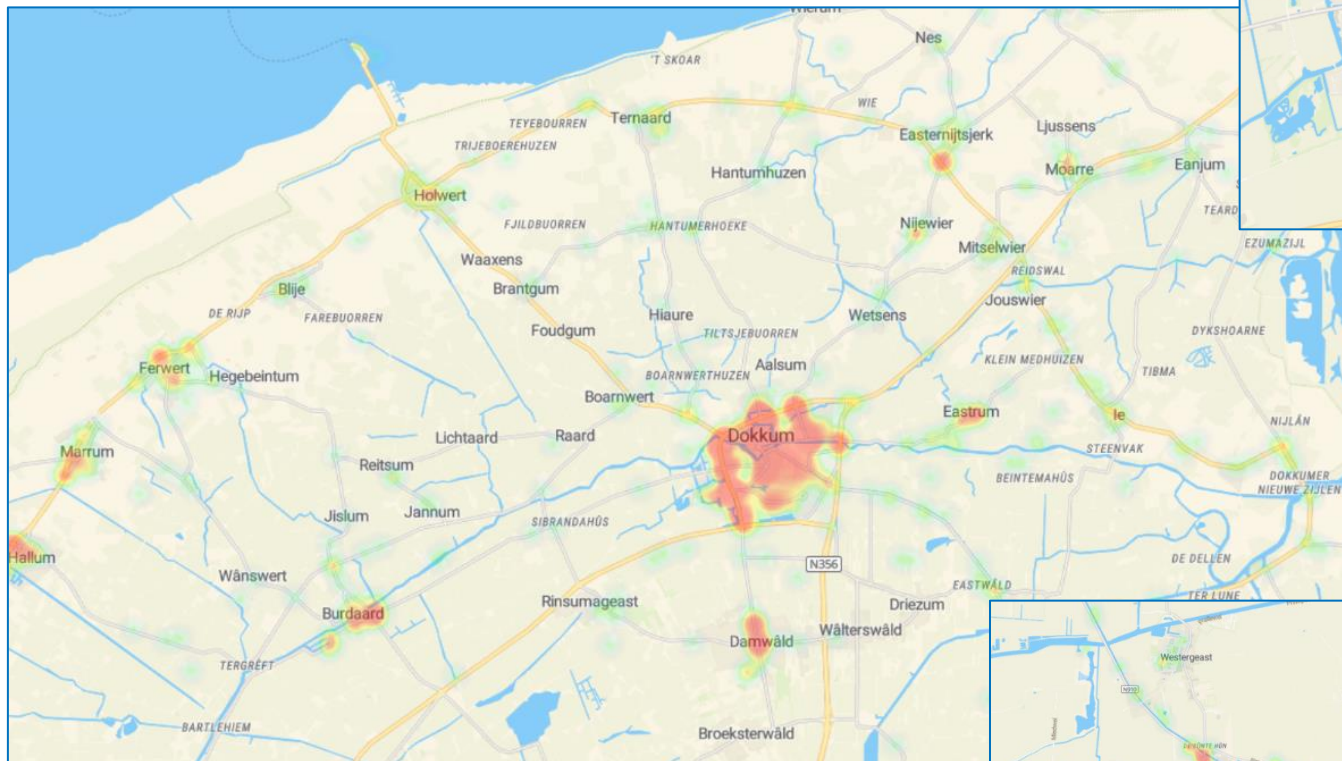 Wierum
Nes
'T SKOAR
WIE
TEYEBOURREN
Ternaard
Easternijtsjerk
Ljussens
TRIJEBOEREHUZEN
Hantumhuzen
Moarre
Eanjum
Holwert
FJILDBUORREN
HANTUMERHOEKE
Nijewier
TEARD
Mitselwier
EZUMAZIJL
Waaxens
REIDSWAL
Blije
Brantgum
Jouswier
DE RIJP
FAREBUORREN
Hiaure
Wetsens
Foudgum
TILTSJEBUORREN
DYKSHOARNE
Ferwert
Hegebeintum
BOARNWERTHUZEN
Aalsum
KLEIN MEDHUIZEN
TIBMA
Boarnwert
Eastrum
Ie
NIJLÂN
Lichtaard
Raard
Dokkum
Marrum
Reitsum
STEENVAK
BEINTEMAHÛS
DOKKUMER
NIEUWE ZIJLEN
Jislum
Jannum
SIBRANDAHÛS
Hallum
Wânswert
N356
DE DELLEN
EASTWÂLD
TER LUNE
Burdaard
Rinsumageast
Driezum
Damwâld
Wâlterswâld
TERGRÊFT
Westergeast
BARTLEHIEM
Broeksterwâld